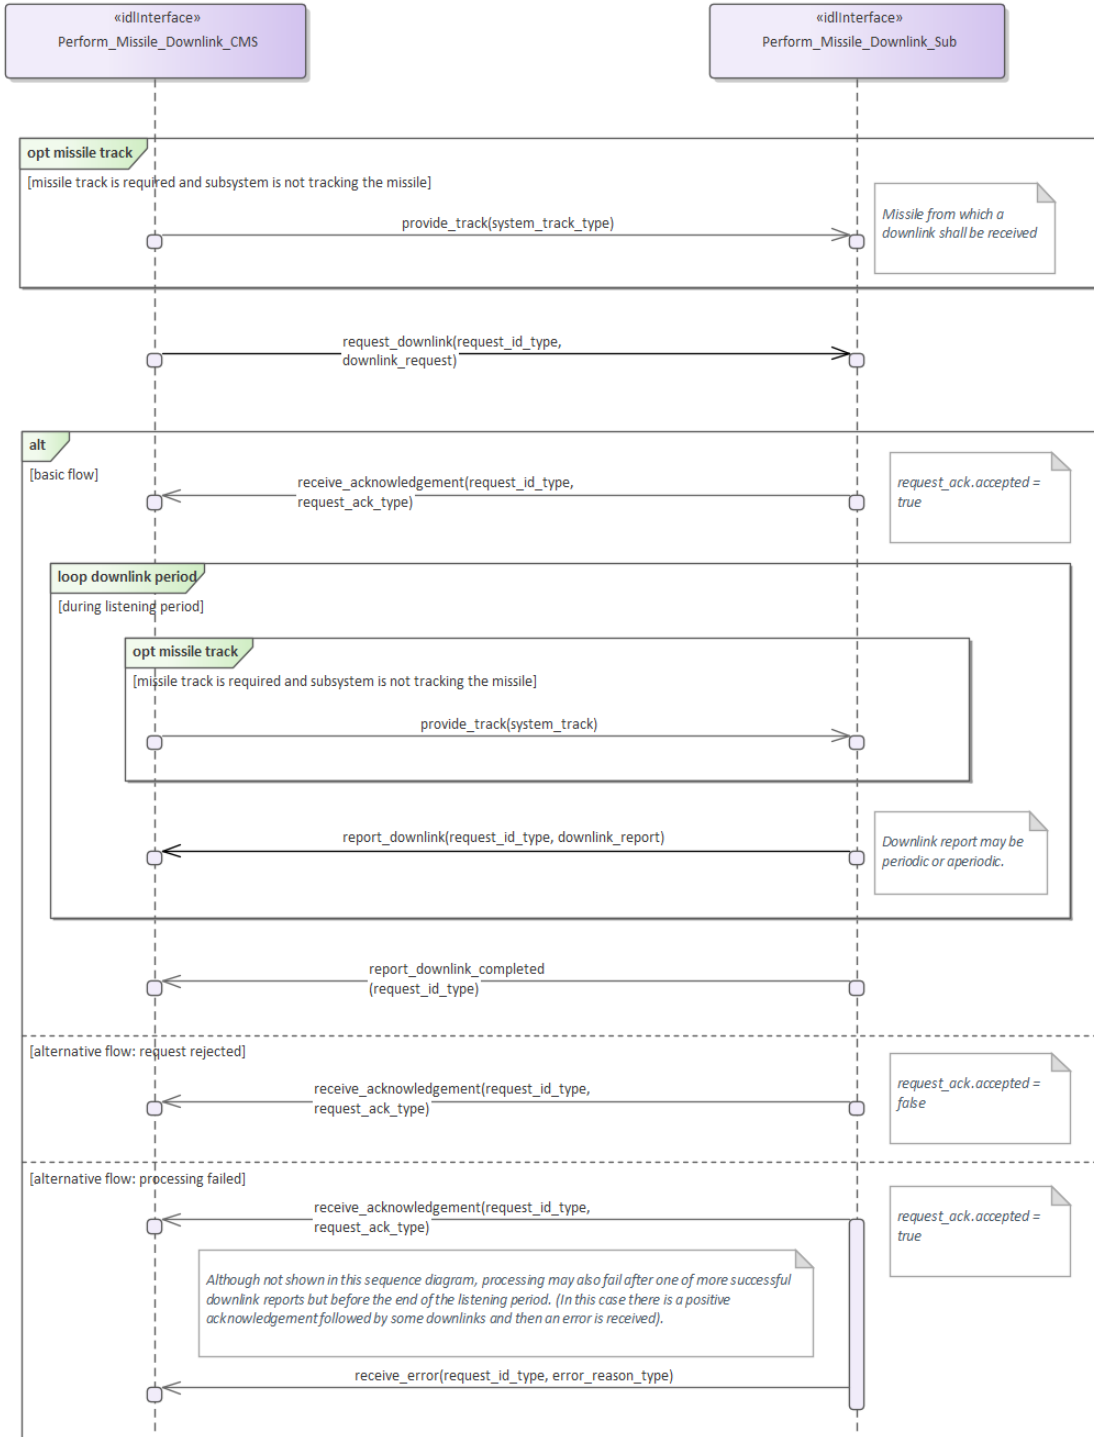 «idlInterface»
Perform_Missile_Downlink_CMS
«idlInterface»
Perform_Missile_Downlink_Sub
opt missile track
[missile track is required and subsystem is not tracking the missile]
provide_track(system_track_type)
Missile from which a
downlink shall be received
request_downlink(request_id_type,
downlink_request)
alt
[basic flow]
receive_acknowledgement(request_id_type,
request_ack_type)
request_ack.accepted =
true
loop downlink period
[during listening period]
opt missile track
[missile track is required and subsystem is not tracking the missile]
provide_track(system_track)
report_downlink(request_id_type, downlink_report)
Downlink report may be
periodic or aperiodic.
report_downlink_completed
(request_id_type)
[alternative flow: request rejected]
receive_acknowledgement(request_id_type,
request_ack_type)
request_ack.accepted =
false
[alternative flow: processing failed]
receive_acknowledgement(request_id_type,
request_ack_type)
request_ack.accepted =
true
Although not shown in this sequence diagram, processing may also fail after one of more successful
downlink reports but before the end of the listening period. (In this case there is a positive
acknowledgement followed by some downlinks and then an error is received).
receive_error(request_id_type, error_reason_type)